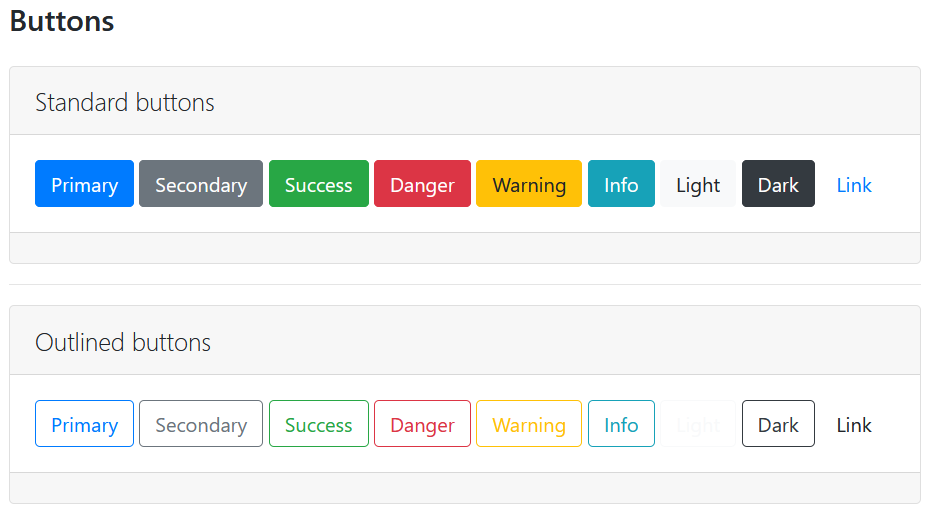 Buttons
Standard buttons
Primary Secondary Success Danger Warning Info Light Dark Link
Outlined buttons
Primary Secondary Success Danger Warning Info Light Dark Link